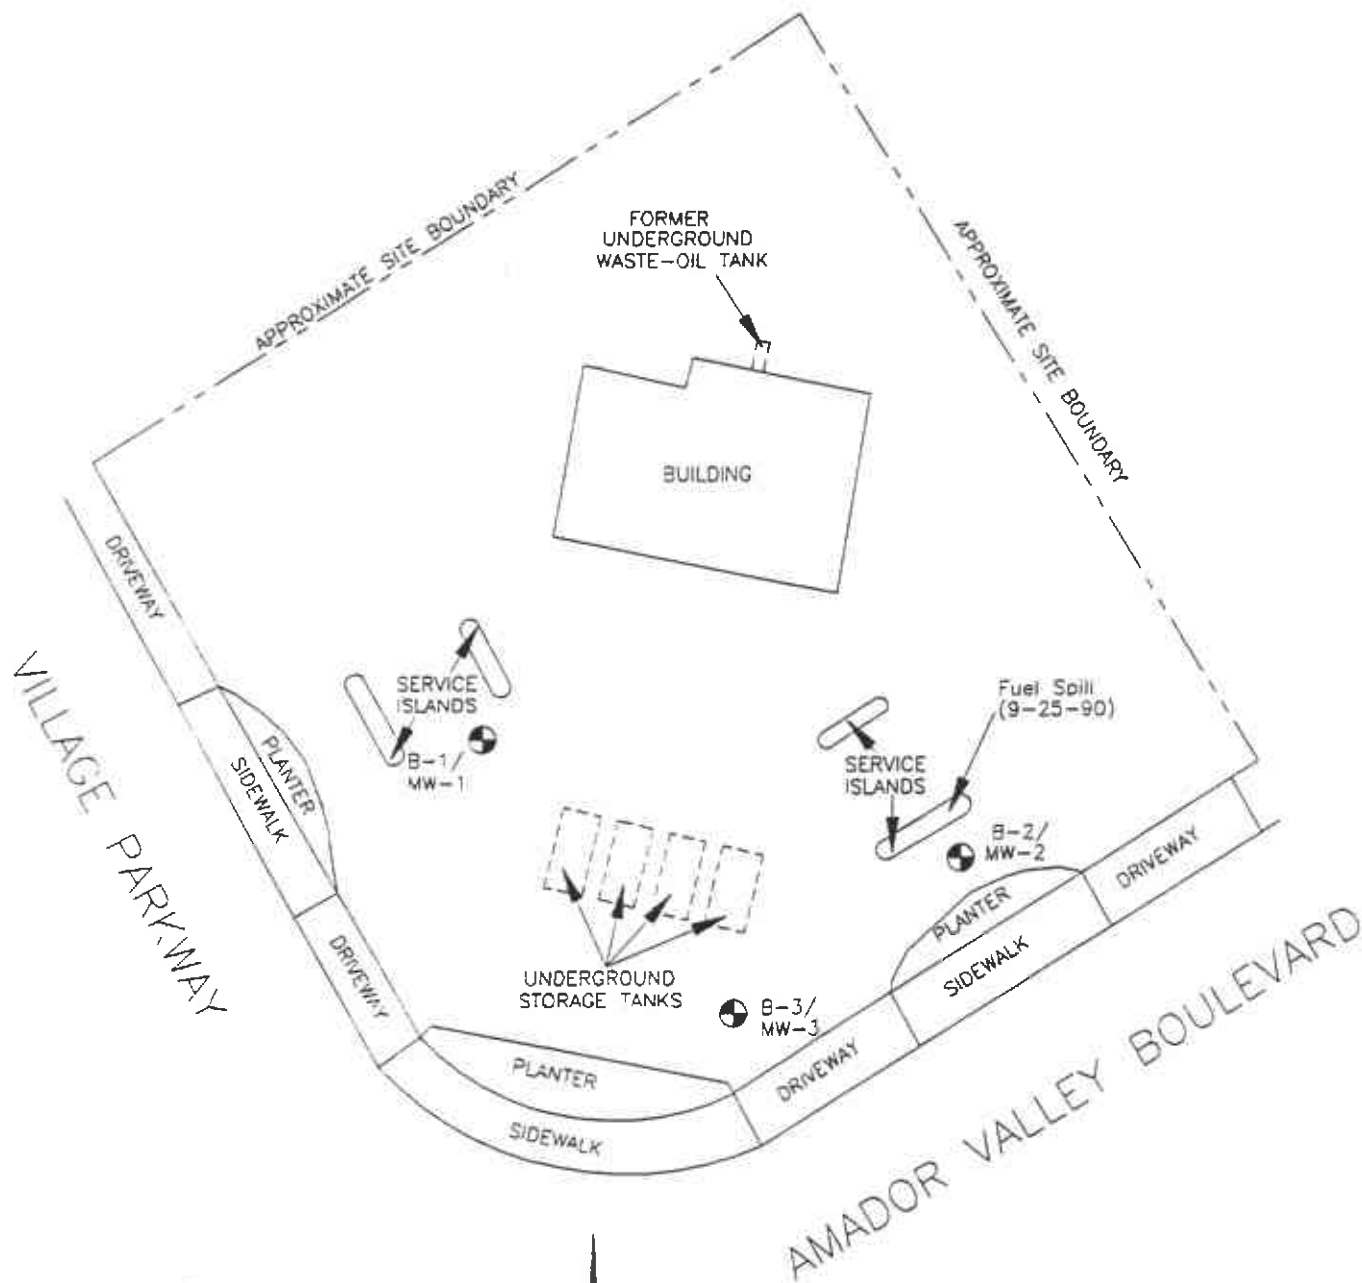 APPROXIMATE SITE BOUNDARY
FORMER
UNDERGROUND
WASTE-OIL TANK
APPROXIMATE SITE BOUNDARY
BUILDING
DRIVEWAY
VILLAGE PARKWAY
SERVICE
ISLANDS
PLANTER
SIDEWALK
B-1/
MW-1
Fuel Spill
(9-25-90)
SERVICE
ISLANDS
B-2/
MW-2
DRIVEWAY
PLANTER
SIDEWALK
DRIVEWAY
UNDERGROUND
STORAGE TANKS
B-3/
MW-3
PLANTER
DRIVEWAY
SIDEWALK
AMADOR VALLEY BOULEVARD